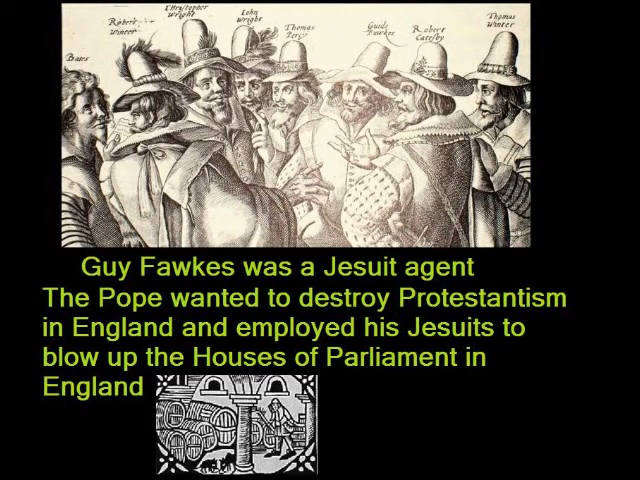 Bates
Robert
Winter
Christopher
Wright
Iohn
Wright
Thomas
Percy
Guido
Fawkes
Robert
Catesby
Thomas
Winter
Guy Fawkes was a Jesuit agent
The Pope wanted to destroy Protestantism
in England and employed his Jesuits to
blow up the Houses of Parliament in
England